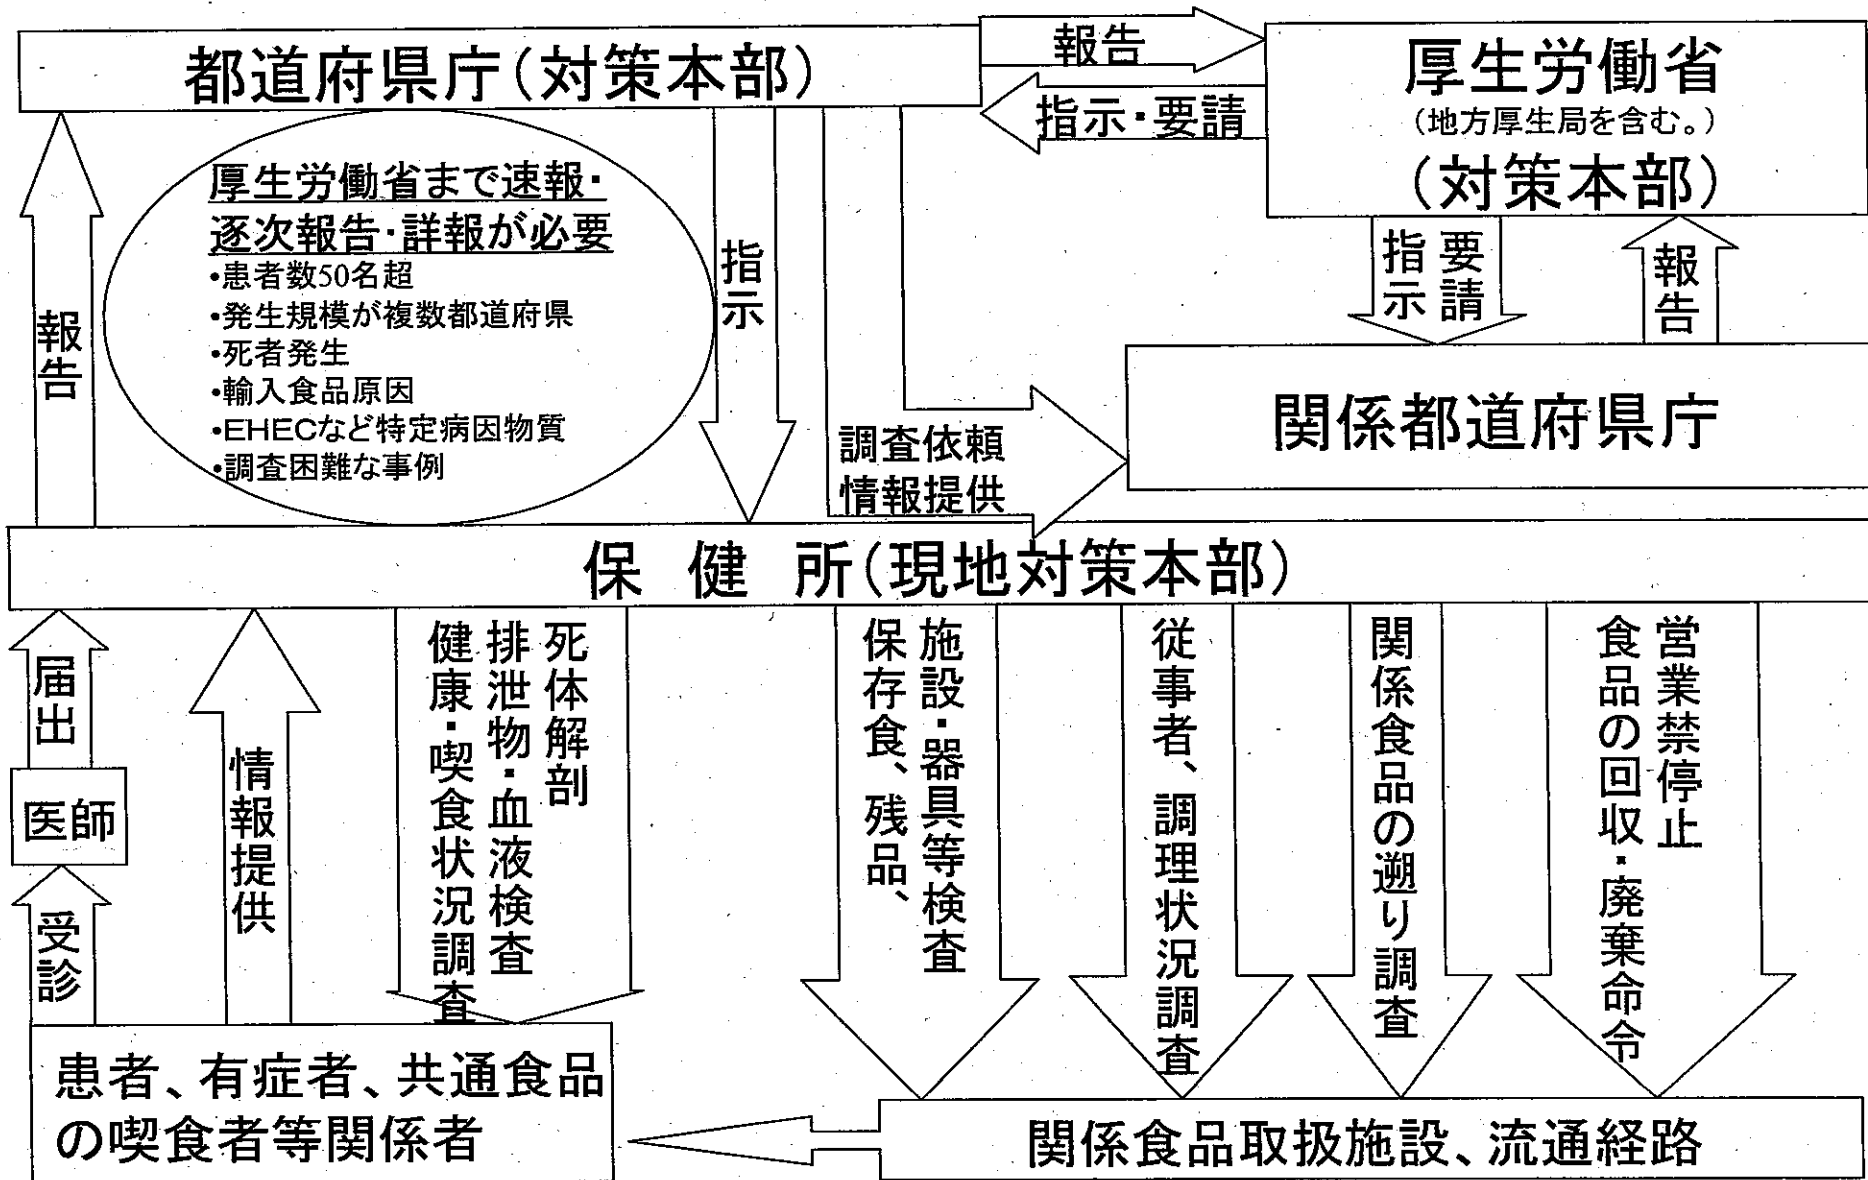 都道府県庁(対策本部)
報告
指示・要請
厚生労働省
(地方厚生局を含む。)
(対策本部)
厚生労働省まで速報・
逐次報告・詳報が必要
・患者数50名超
・発生規模が複数都道府県
・死者発生
・輸入食品原因
・EHECなど特定病因物質
・調査困難な事例
報告
指示
調査依頼
情報提供
要請
指示
報告
関係都道府県庁
保 健 所(現地対策本部)
届出
医師
受診
情報提供
死体解剖
排泄物・血液検査
健康・喫食状況調査
施設・器具等検査
保存食、残品、
従事者、調理状況調査
関係食品の遡り調査
営業禁停止
食品の回収・廃棄命令
患者、有症者、共通食品
の喫食者等関係者
関係食品取扱施設、流通経路